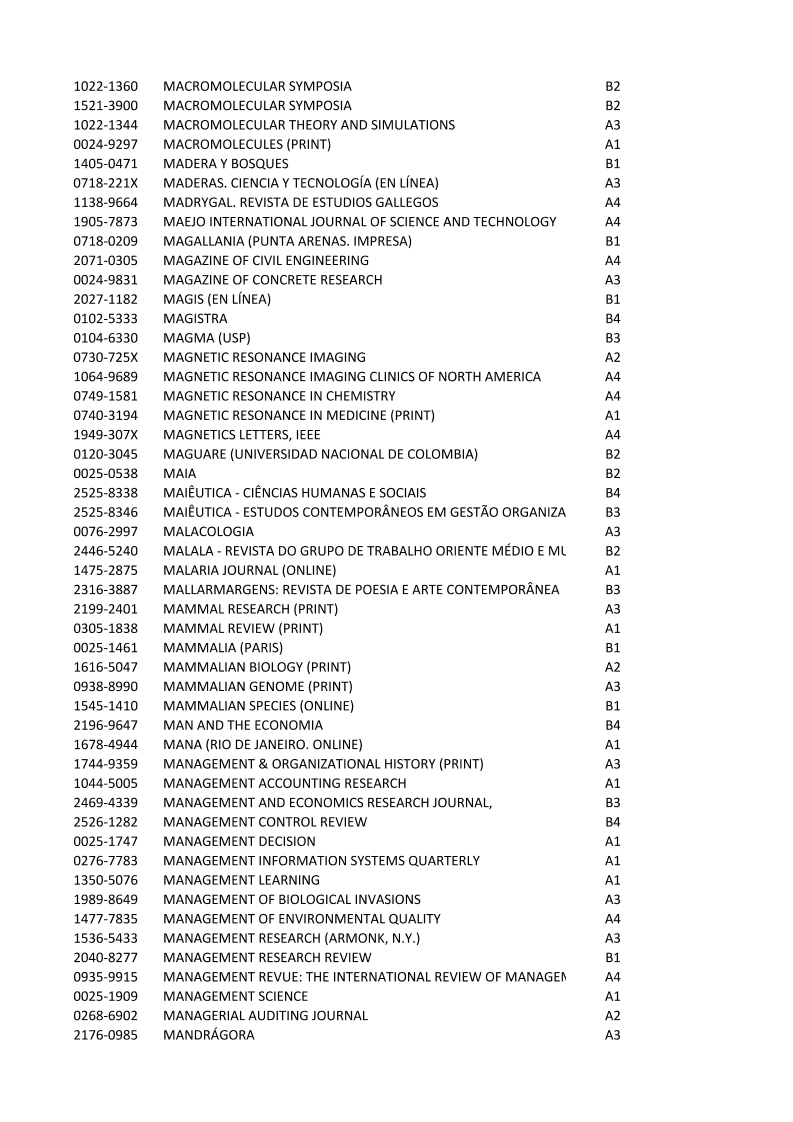 1022-1360 MACROMOLECULAR SYMPOSIA B2
1521-3900 MACROMOLECULAR SYMPOSIA B2
1022-1344 MACROMOLECULAR THEORY AND SIMULATIONS A3
0024-9297 MACROMOLECULES (PRINT) A1
1405-0471 MADERA Y BOSQUES B1
0718-221X MADERAS. CIENCIA Y TECNOLOGÍA (EN LÍNEA) A3
1138-9664 MADRYGAL. REVISTA DE ESTUDIOS GALLEGOS A4
1905-7873 MAEJO INTERNATIONAL JOURNAL OF SCIENCE AND TECHNOLOGY A4
0718-0209 MAGALLANIA (PUNTA ARENAS. IMPRESA) B1
2071-0305 MAGAZINE OF CIVIL ENGINEERING A4
0024-9831 MAGAZINE OF CONCRETE RESEARCH A3
2027-1182 MAGIS (EN LÍNEA) B1
0102-5333 MAGISTRA B4
0104-6330 MAGMA (USP) B3
0730-725X MAGNETIC RESONANCE IMAGING A2
1064-9689 MAGNETIC RESONANCE IMAGING CLINICS OF NORTH AMERICA A4
0749-1581 MAGNETIC RESONANCE IN CHEMISTRY A4
0740-3194 MAGNETIC RESONANCE IN MEDICINE (PRINT) A1
1949-307X MAGNETICS LETTERS, IEEE A4
0120-3045 MAGUARE (UNIVERSIDAD NACIONAL DE COLOMBIA) B2
0025-0538 MAIA B2
2525-8338 MAIÊUTICA - CIÊNCIAS HUMANAS E SOCIAIS B4
2525-8346 MAIÊUTICA - ESTUDOS CONTEMPORÂNEOS EM GESTÃO ORGANIZA B3
0076-2997 MALACOLOGIA A3
2446-5240 MALALA - REVISTA DO GRUPO DE TRABALHO ORIENTE MÉDIO E MU B2
1475-2875 MALARIA JOURNAL (ONLINE) A1
2316-3887 MALLARMARGENS: REVISTA DE POESIA E ARTE CONTEMPORÂNEA B3
2199-2401 MAMMAL RESEARCH (PRINT) A3
0305-1838 MAMMAL REVIEW (PRINT) A1
0025-1461 MAMMALIA (PARIS) B1
1616-5047 MAMMALIAN BIOLOGY (PRINT) A2
0938-8990 MAMMALIAN GENOME (PRINT) A3
1545-1410 MAMMALIAN SPECIES (ONLINE) B1
2196-9647 MAN AND THE ECONOMIA B4
1678-4944 MANA (RIO DE JANEIRO. ONLINE) A1
1744-9359 MANAGEMENT & ORGANIZATIONAL HISTORY (PRINT) A3
1044-5005 MANAGEMENT ACCOUNTING RESEARCH A1
2469-4339 MANAGEMENT AND ECONOMICS RESEARCH JOURNAL, B3
2526-1282 MANAGEMENT CONTROL REVIEW B4
0025-1747 MANAGEMENT DECISION A1
0276-7783 MANAGEMENT INFORMATION SYSTEMS QUARTERLY A1
1350-5076 MANAGEMENT LEARNING A1
1989-8649 MANAGEMENT OF BIOLOGICAL INVASIONS A3
1477-7835 MANAGEMENT OF ENVIRONMENTAL QUALITY A4
1536-5433 MANAGEMENT RESEARCH (ARMONK, N.Y.) A3
2040-8277 MANAGEMENT RESEARCH REVIEW B1
0935-9915 MANAGEMENT REVUE: THE INTERNATIONAL REVIEW OF MANAGEM A4
0025-1909 MANAGEMENT SCIENCE A1
0268-6902 MANAGERIAL AUDITING JOURNAL A2
2176-0985 MANDRÁGORA A3